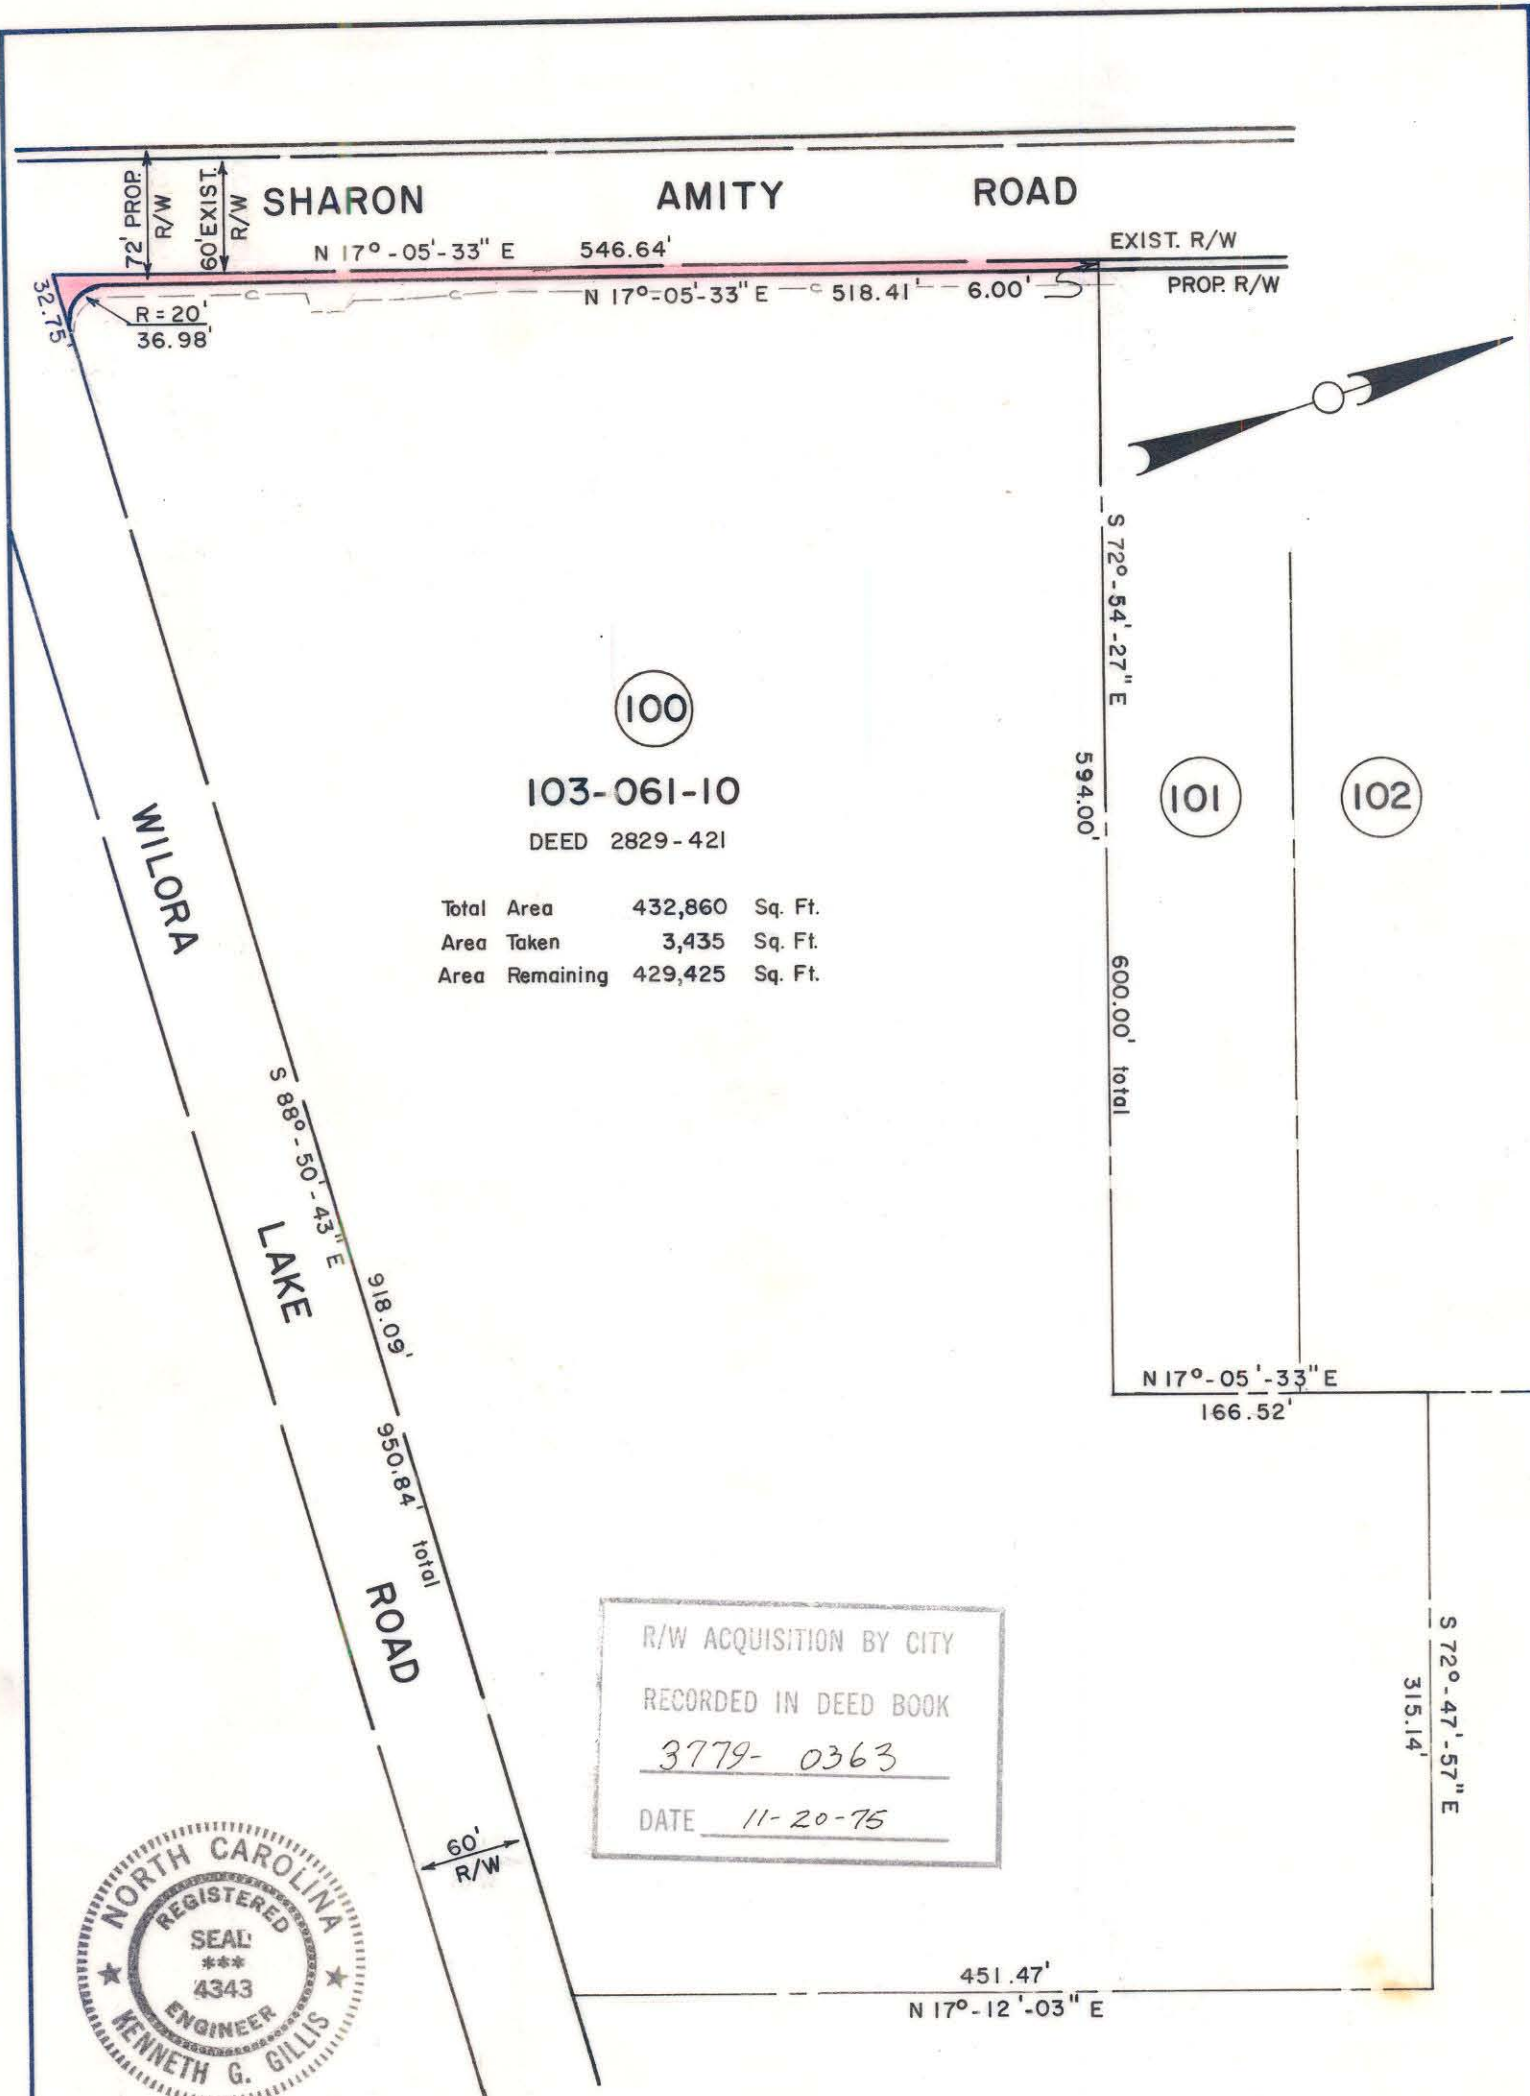 72' PROP. R/W
60' EXIST. R/W
SHARON AMITY ROAD
N 17°-05'-33" E 546.64'
EXIST. R/W
PROP. R/W
N 17°-05'-33" E C 518.41' 6.00'
C C
32.75'
R = 20'
36.98'
S 72°-54'-27" E
594.00'
600.00' total
100
103-061-10
DEED 2829-421
101
102
Total Area 432,860 Sq. Ft.
Area Taken 3,435 Sq. Ft.
Area Remaining 429,425 Sq. Ft.
WILORA LAKE ROAD
S 88°-50'-43" E
918.09'
950.84' total
N 17°-05'-33" E
166.52'
S 72°-47'-57" E
315.14'
R/W ACQUISITION BY CITY
RECORDED IN DEED BOOK
3779- 0363
DATE 11-20-75
60'
R/W
451.47'
N 17°-12'-03" E
NORTH CAROLINA
REGISTERED
SEAL
***
4343
ENGINEER
KENNETH G. GILLIS